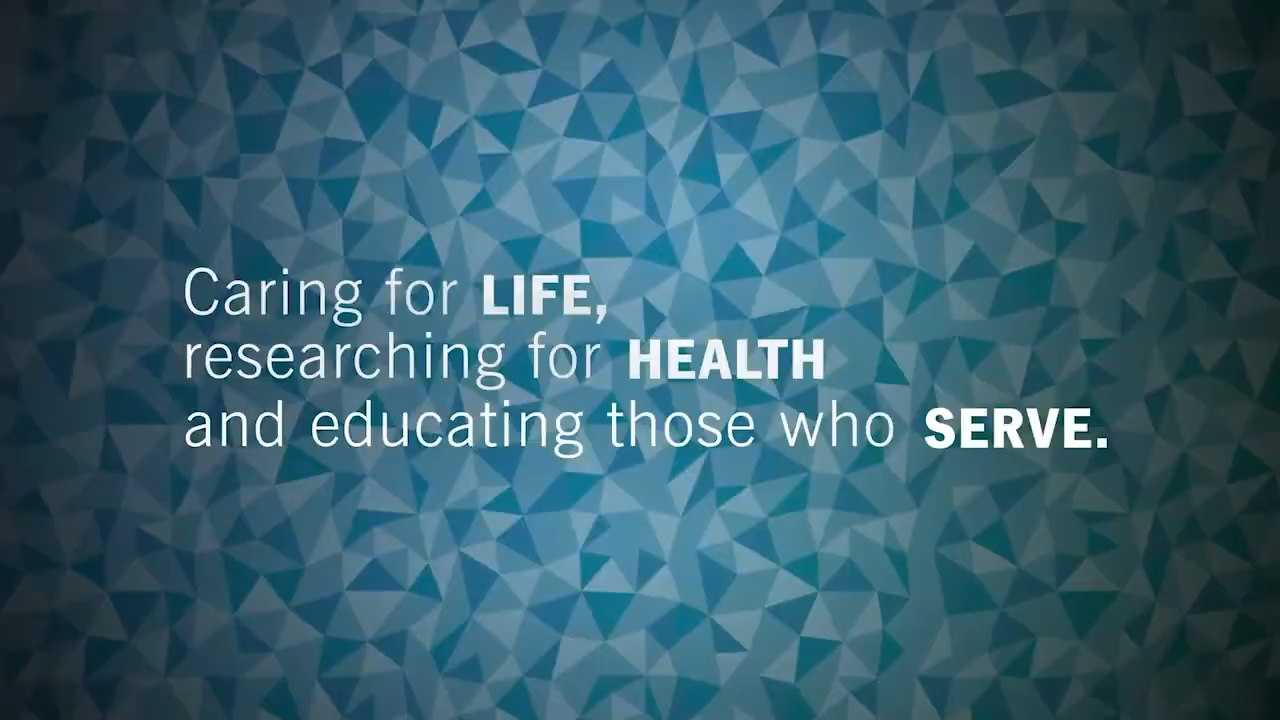 Caring for LIFE,
researching for HEALTH
and educating those who SERVE.